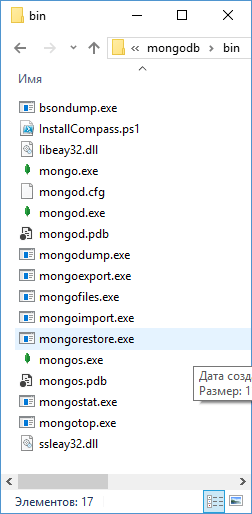 bin
« mongodb › bin
Имя
bsondump.exe
InstallCompass.ps1
libeay32.dll
mongo.exe
mongod.cfg
mongod.exe
mongod.pdb
mongodump.exe
mongoexport.exe
mongofiles.exe
mongoimport.exe
mongorestore.exe
mongos.exe
mongos.pdb
mongostat.exe
mongotop.exe
ssleay32.dll
Дата созд
Размер: 1
Элементов: 17